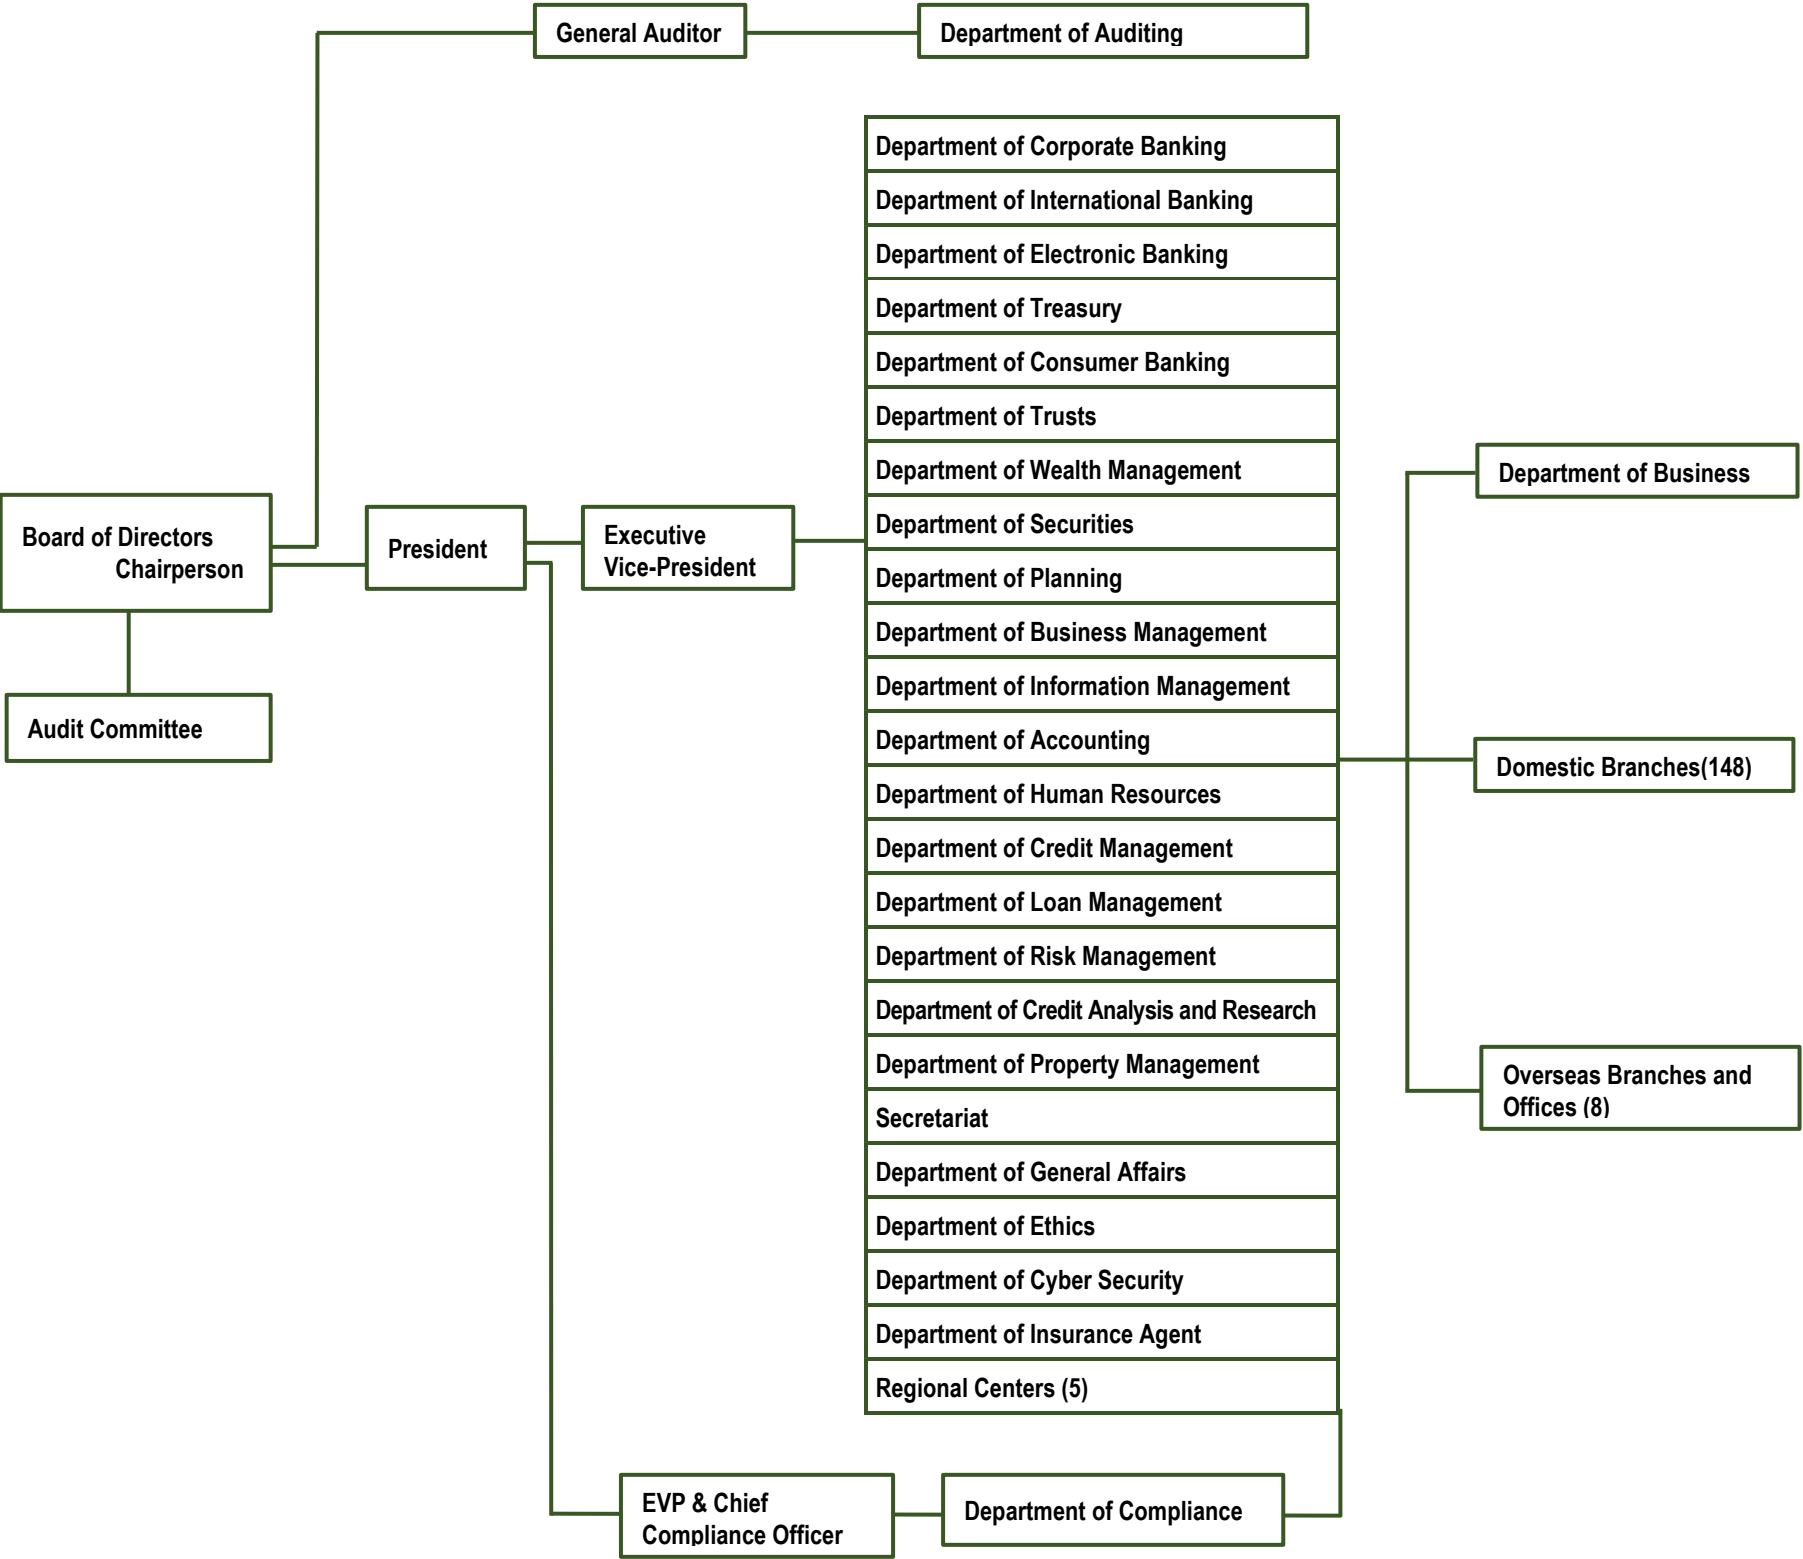 General Auditor
Department of Auditing
Department of Corporate Banking
Department of International Banking
Department of Electronic Banking
Department of Treasury
Department of Consumer Banking
Department of Trusts
Department of Wealth Management
Department of Securities
Department of Planning
Department of Business Management
Department of Information Management
Department of Accounting
Department of Human Resources
Department of Credit Management
Department of Loan Management
Department of Risk Management
Department of Credit Analysis and Research
Department of Property Management
Secretariat
Department of General Affairs
Department of Ethics
Department of Cyber Security
Department of Insurance Agent
Regional Centers (5)
Board of Directors
Chairperson
President
Executive
Vice-President
Audit Committee
Department of Business
Domestic Branches(148)
Overseas Branches and
Offices (8)
EVP & Chief
Compliance Officer
Department of Compliance